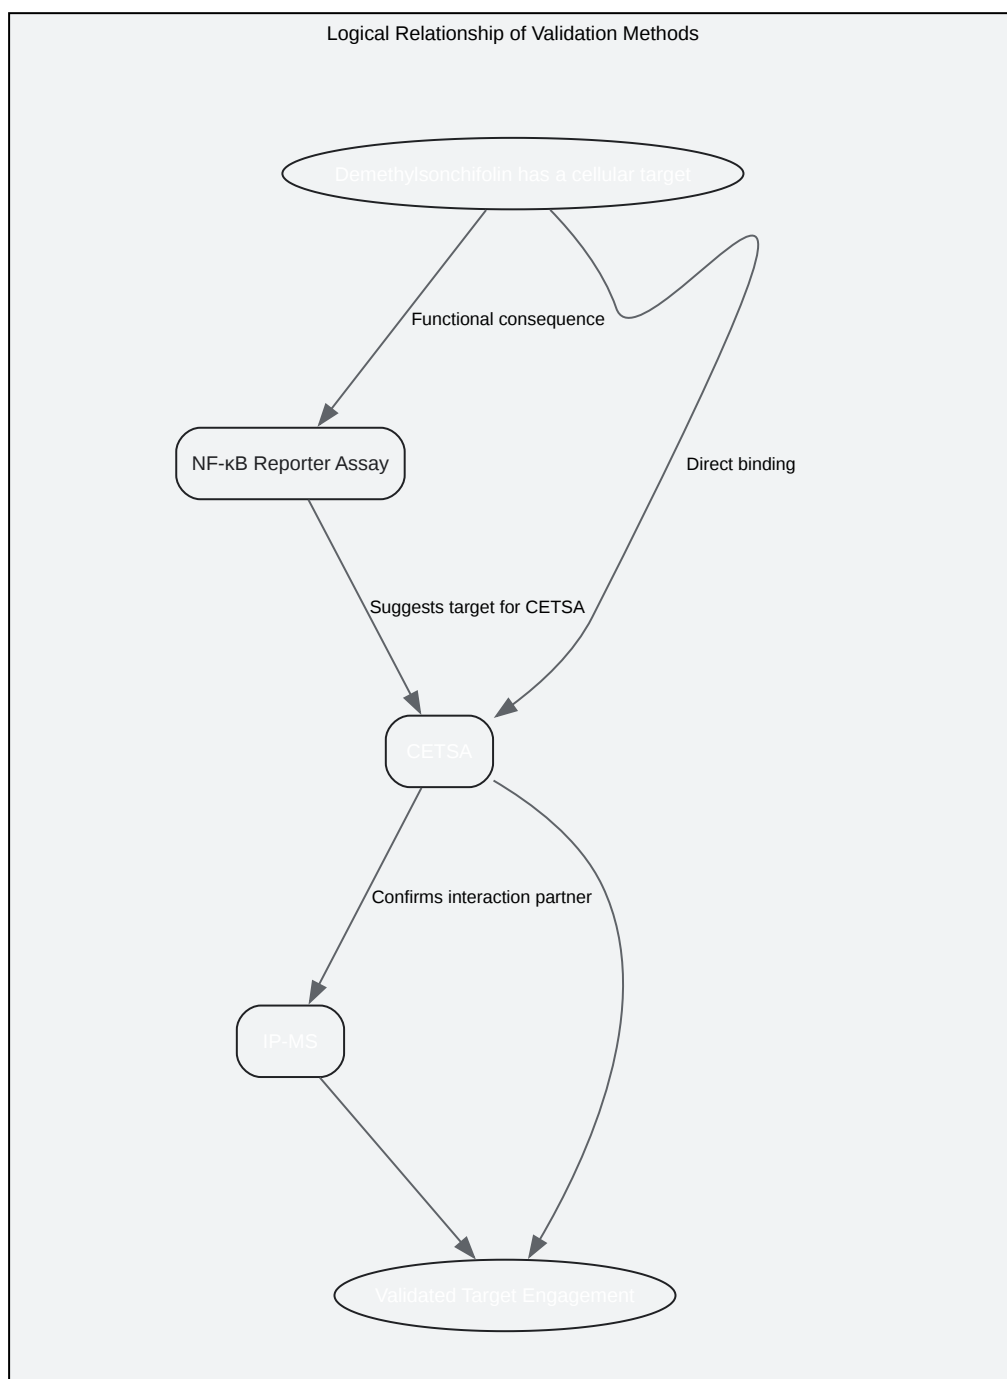 Logical Relationship of Validation Methods
Demethylsonchifolin has a cellular target
Functional consequence
NF-κB Reporter Assay
Direct binding
Suggests target for CETSA
CETSA
Confirms interaction partner
IP-MS
Validated Target Engagement